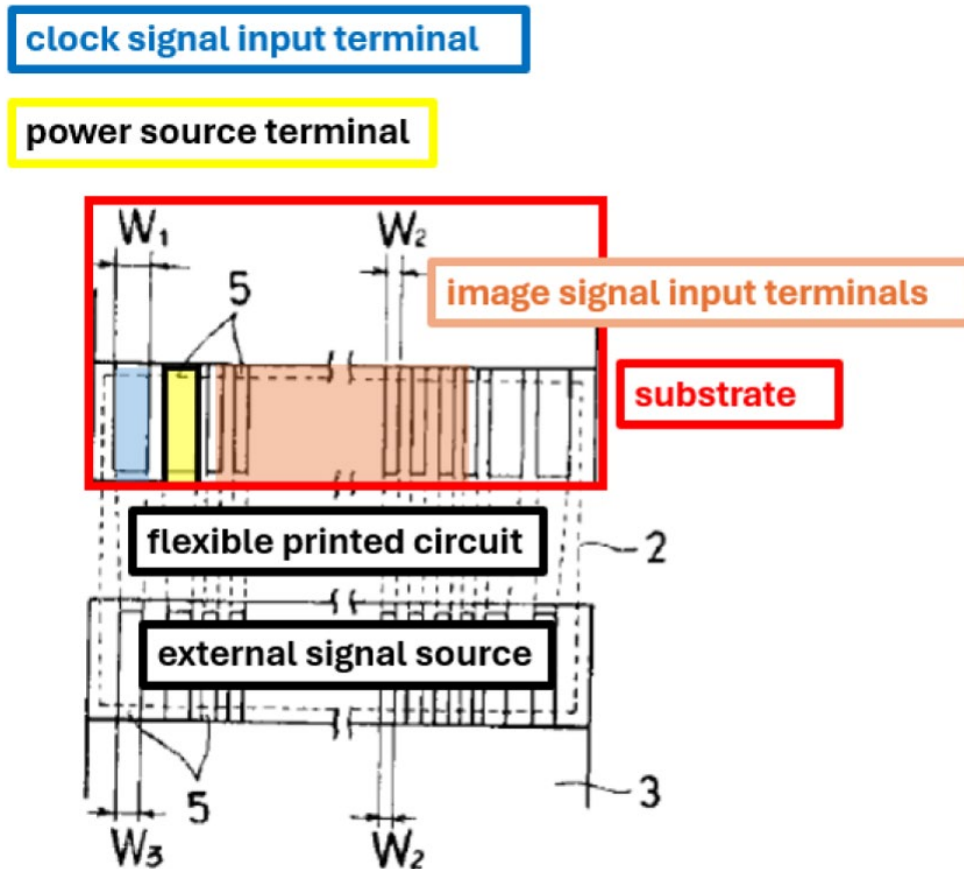 clock signal input terminal
power source terminal
W1
W2
5
image signal input terminals
substrate
flexible printed circuit
2
external signal source
5
3
W3
W2